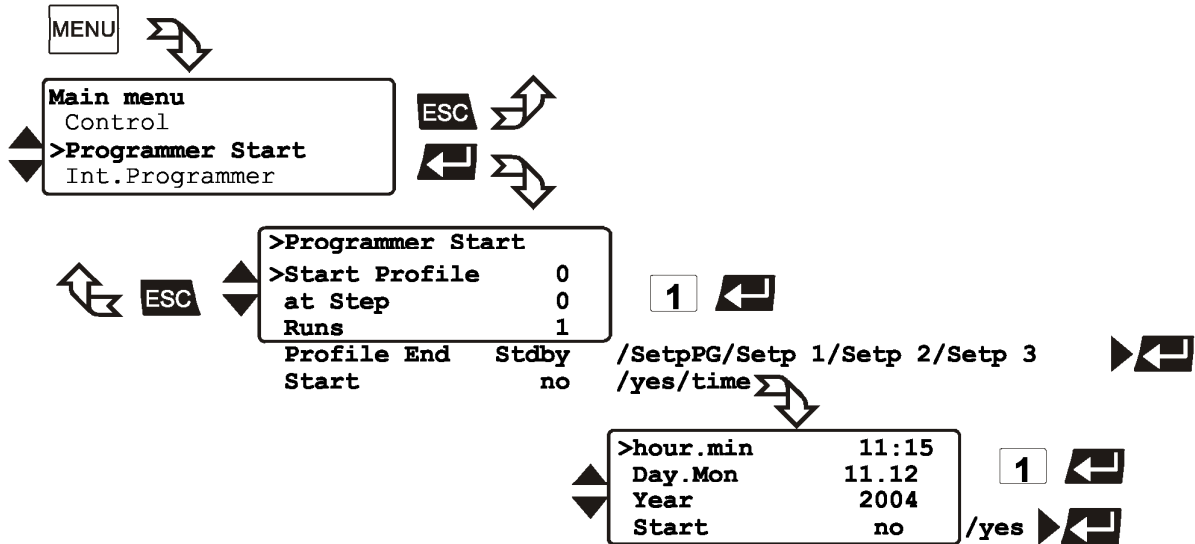 MENU
Main menu
Control
>Programmer Start
Int.Programmer
ESC
>Programmer Start
>Start Profile 0
at Step 0
Runs 1
Profile End Stdby /SetpPG/Setp 1/Setp 2/Setp 3
Start no /yes/time
ESC
1
>hour.min 11:15
Day.Mon 11.12
Year 2004
Start no /yes
1